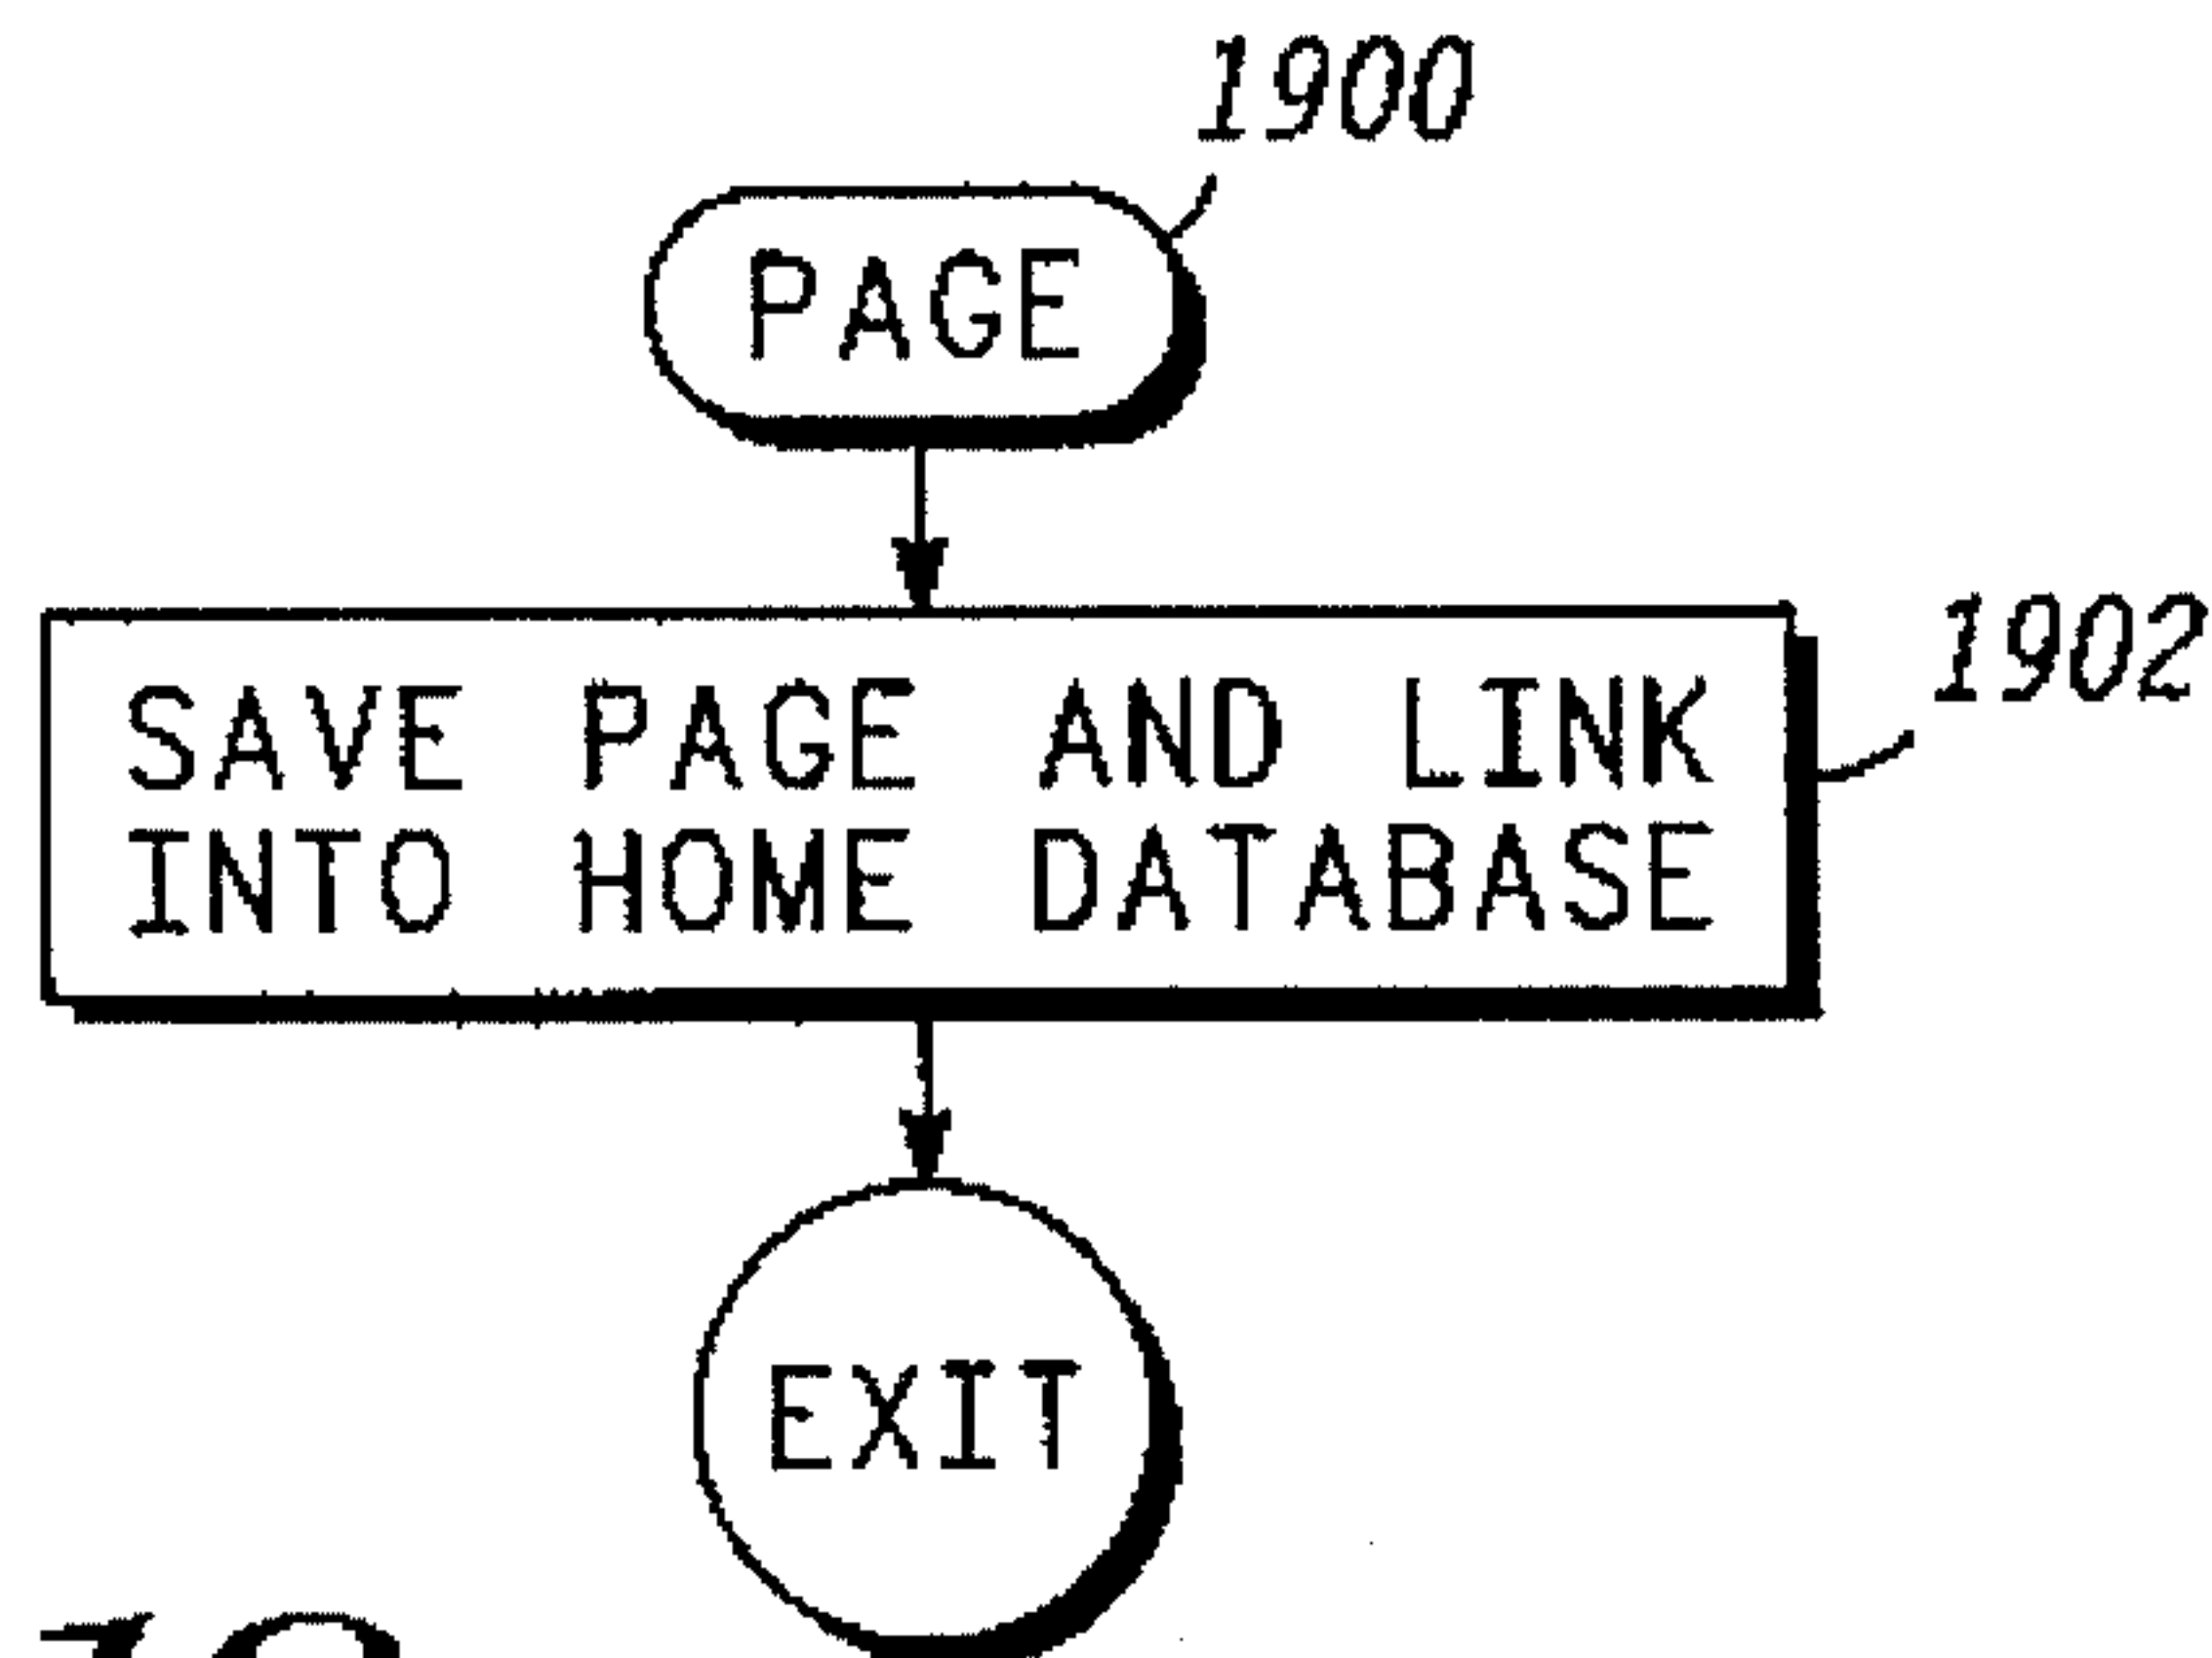 1900
PAGE
1902
SAVE PAGE AND LINK
INTO HOME DATABASE
EXIT